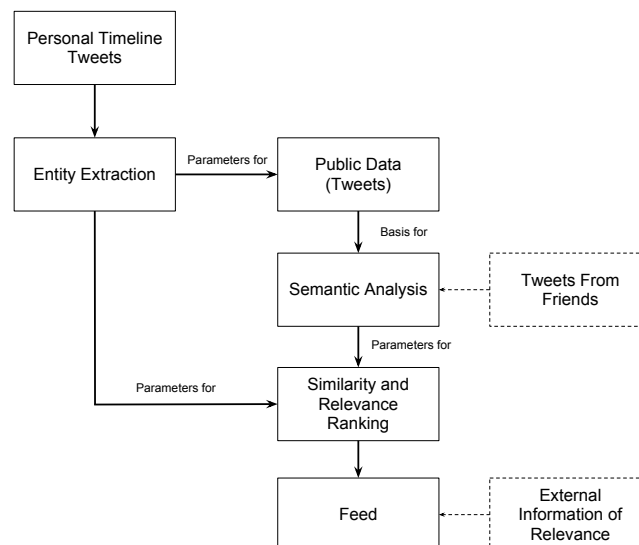 Personal Timeline
Tweets
Entity Extraction
Parameters for
Public Data
(Tweets)
Basis for
Semantic Analysis
Tweets From
Friends
Parameters for
Parameters for
Similarity and
Relevance
Ranking
Feed
External
Information of
Relevance